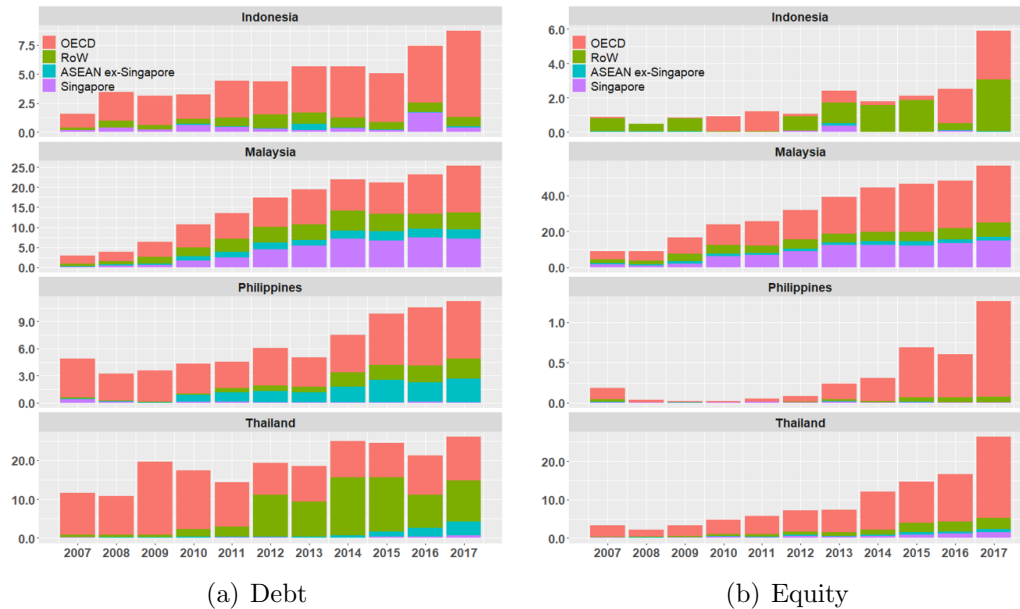 Indonesia
7.5
5.0
2.5
0.0
OECD
RoW
ASEAN ex-Singapore
Singapore
Malaysia
25.0
20.0
15.0
10.0
5.0
0.0
Philippines
9.0
6.0
3.0
0.0
Thailand
20.0
10.0
0.0
2007 2008 2009 2010 2011 2012 2013 2014 2015 2016 2017
(a) Debt
Indonesia
6.0
4.0
2.0
0.0
OECD
RoW
ASEAN ex-Singapore
Singapore
Malaysia
40.0
20.0
0.0
Philippines
1.0
0.5
0.0
Thailand
20.0
10.0
0.0
2007 2008 2009 2010 2011 2012 2013 2014 2015 2016 2017
(b) Equity